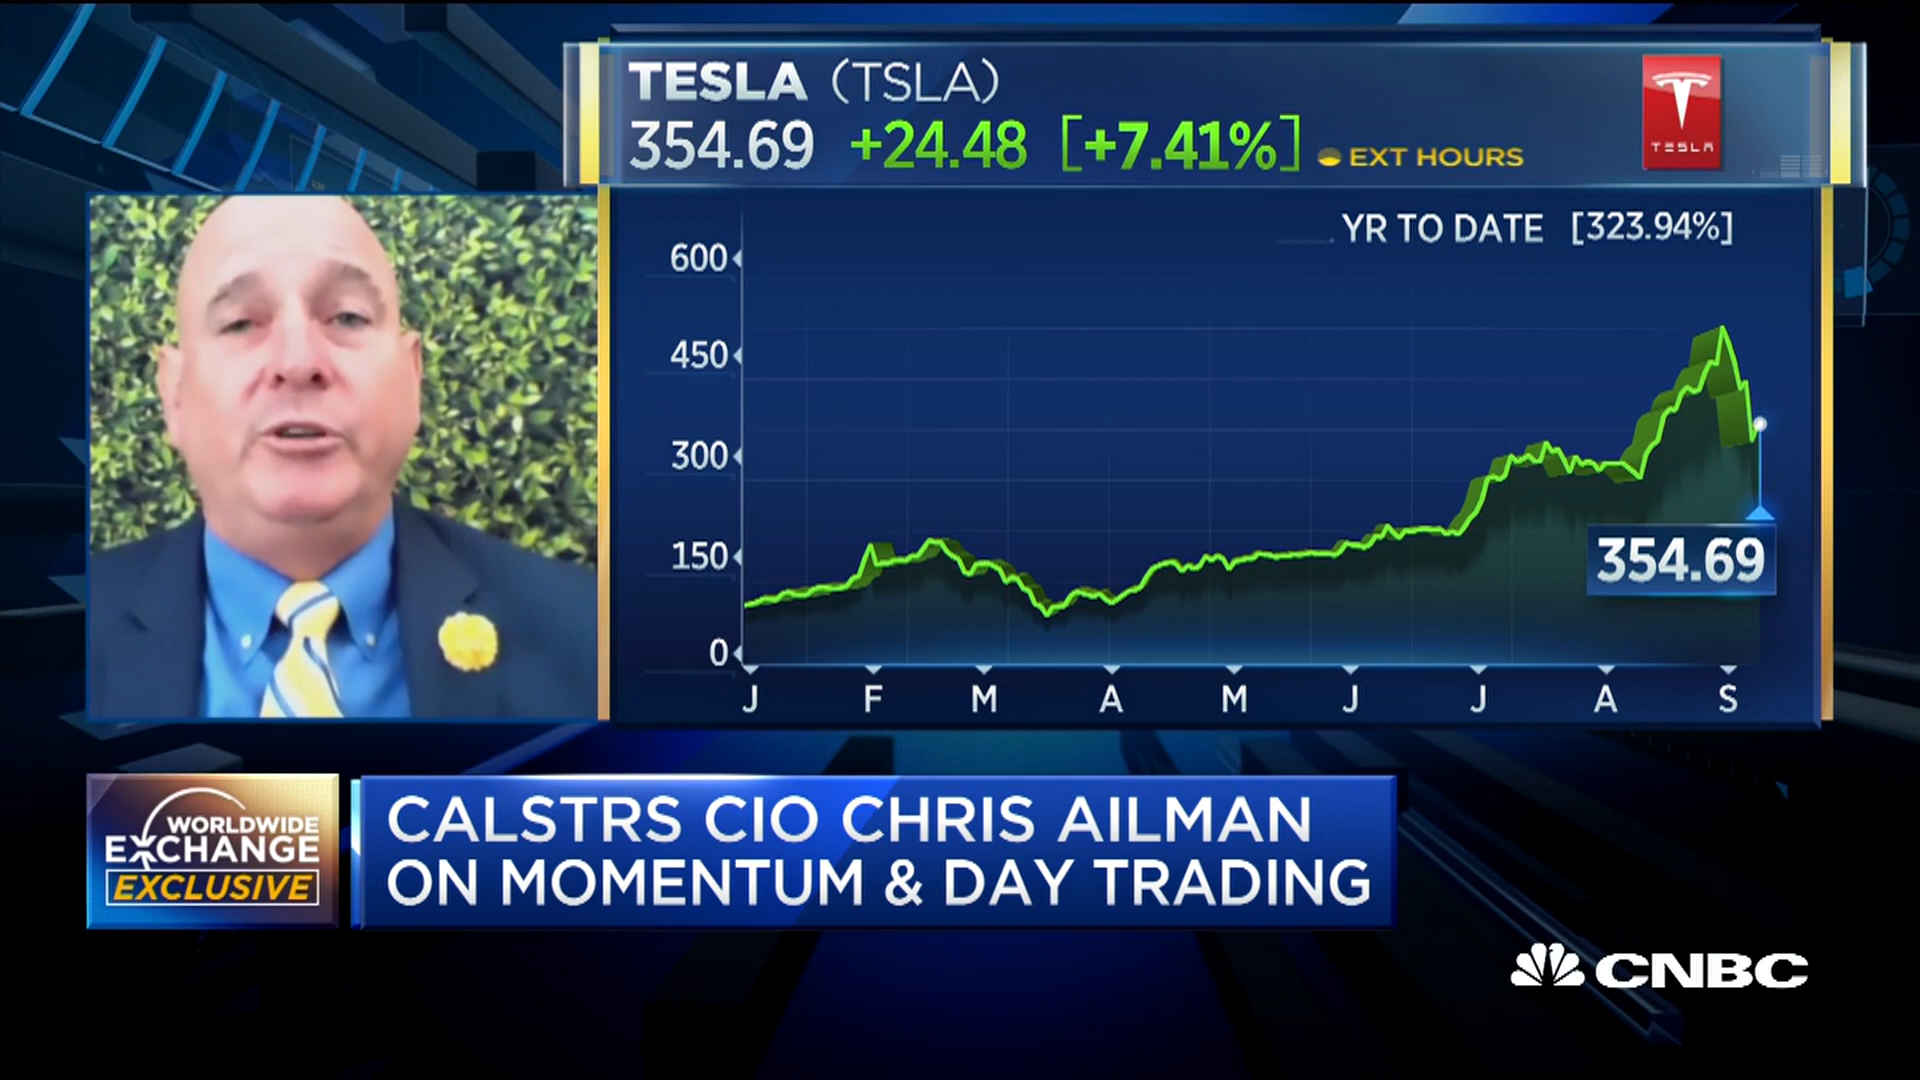 TESLA (TSLA)
354.69 +24.48 [+7.41%] EXT HOURS
TESLA
YR TO DATE [323.94%]
600
450
300
150
0
354.69
J F M A M J J A S
WORLDWIDE
EXCHANGE
EXCLUSIVE
CALSTRS CIO CHRIS AILMAN
ON MOMENTUM & DAY TRADING
CNBC